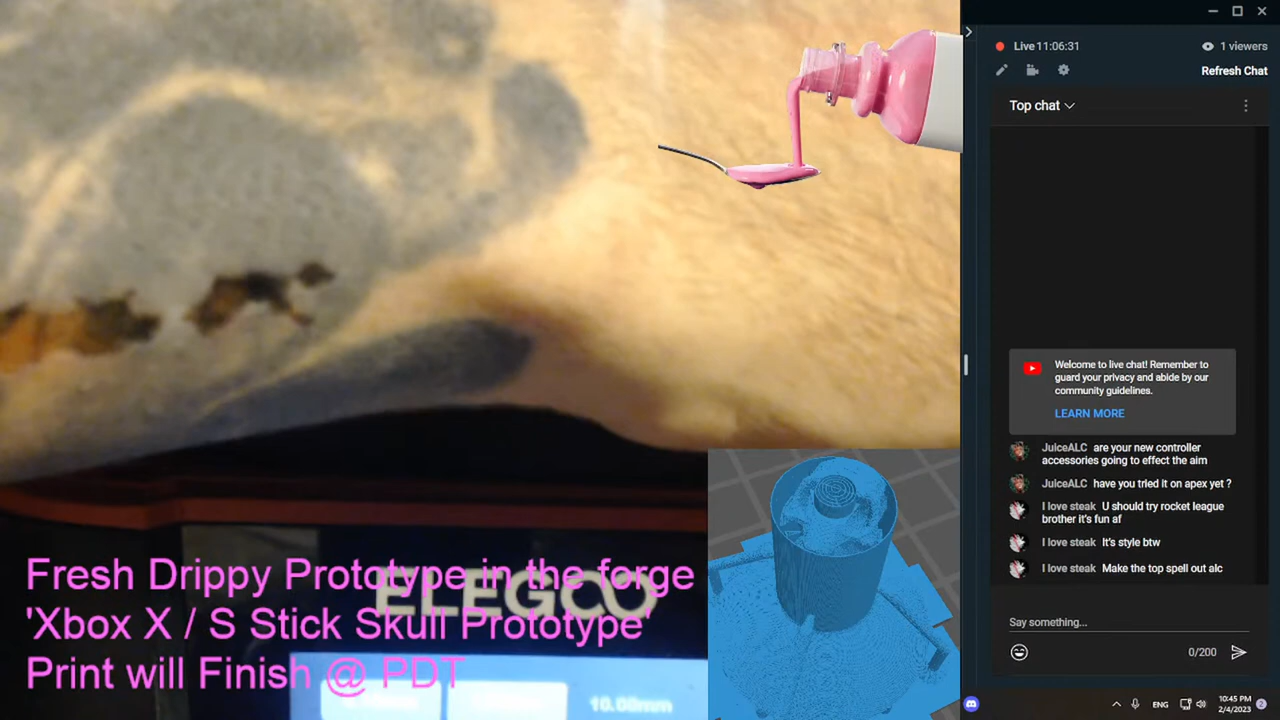 Live 11:06:31
1 viewers
Refresh Chat
Top chat
Welcome to live chat! Remember to
guard your privacy and abide by our
community guidelines.
LEARN MORE
JuiceALC are your new controller
accessories going to effect the aim
JuiceALC have you tried it on apex yet ?
I love steak U should try rocket league
brother it's fun af
I love steak It's style btw
I love steak Make the top spell out alc
Say something...
0/200
Fresh Drippy Prototype in the forge
ELEGOO
'Xbox X / S Stick Skull Prototype'
Print will Finish @ PDT
10.00mm
ENG
10:45 PM
2/4/2023
2